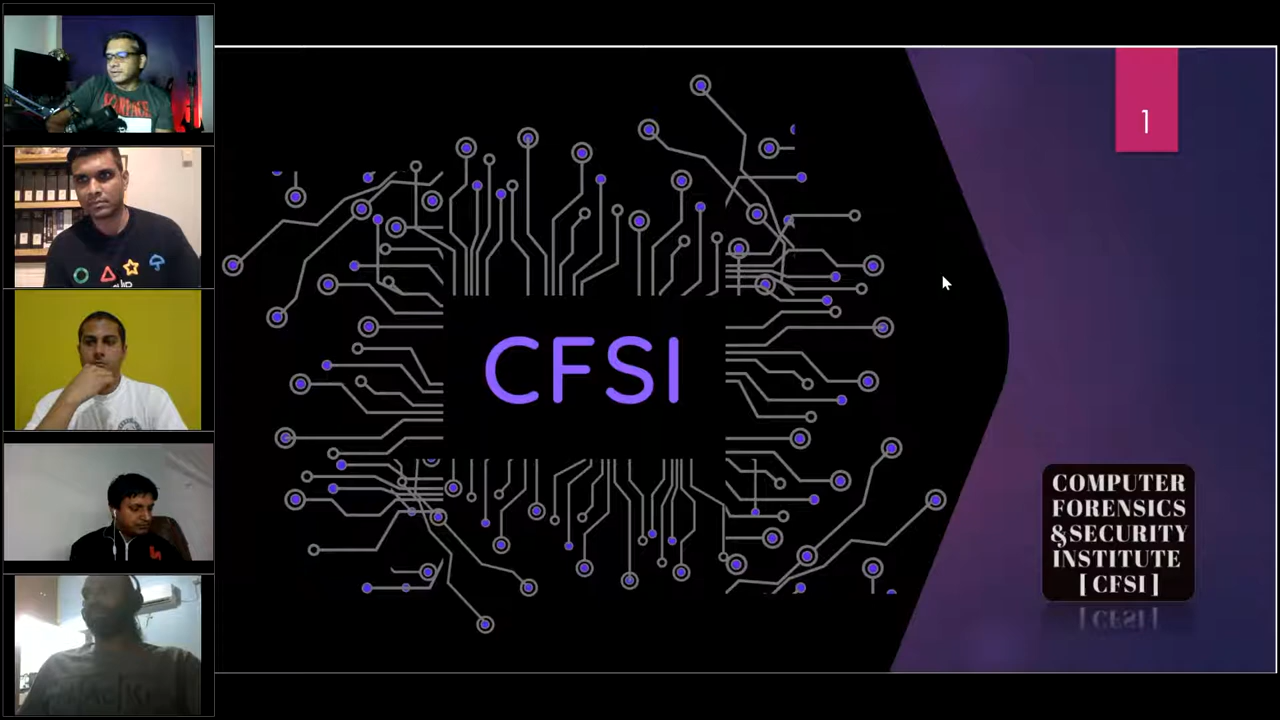 CFSI
1
COMPUTER
FORENSICS
&SECURITY
INSTITUTE
[ CFSI ]